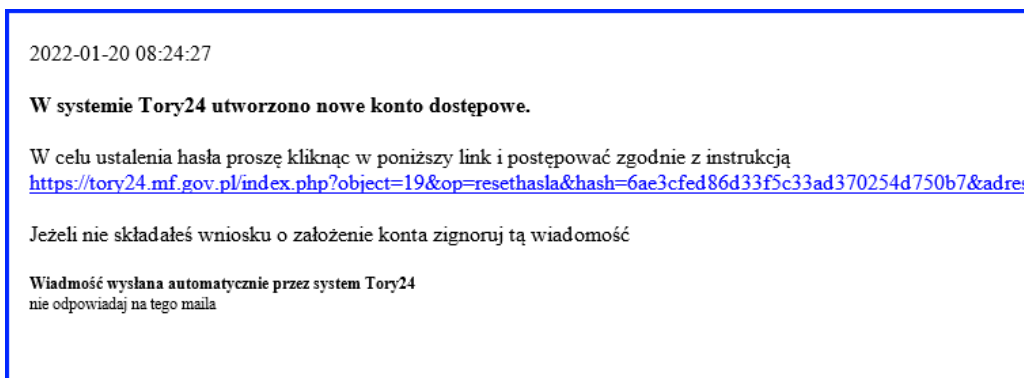 2022-01-20 08:24:27
W systemie Tory24 utworzono nowe konto dostępowe.
W celu ustalenia hasła proszę kliknąc w poniższy link i postępować zgodnie z instrukcją
https://tory24.mf.gov.pl/index.php?object=19&op=resethasla&hash=6ae3cfed86d33f5c33ad370254d750b7&adres
Jeżeli nie składałeś wniosku o założenie konta zignoruj tą wiadomość
Wiadmość wysłana automatycznie przez system Tory24
nie odpowiadaj na tego maila